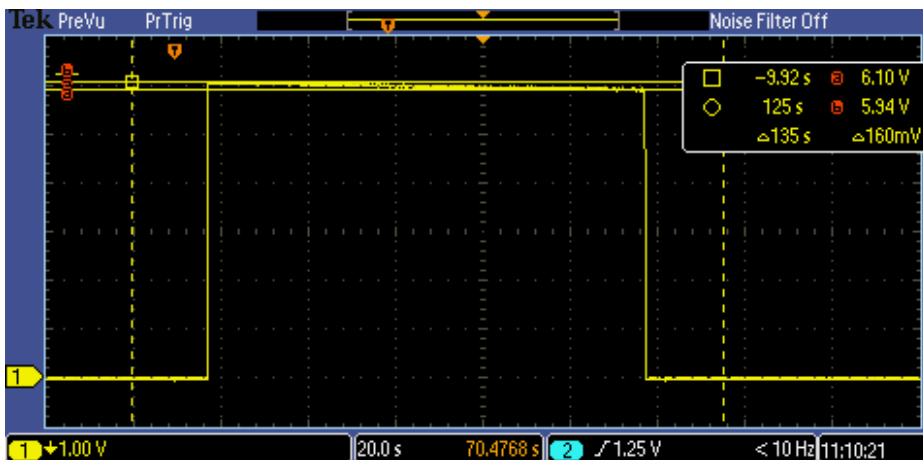 Tek PreVu PrTrig Noise Filter Off
T
T
b
a
-9.92 s a 6.10 V
125 s b 5.94 V
△135 s △160mV
1
1 1.00 V 20.0 s 70.4768 s 2 1.25 V < 10 Hz 11:10:21